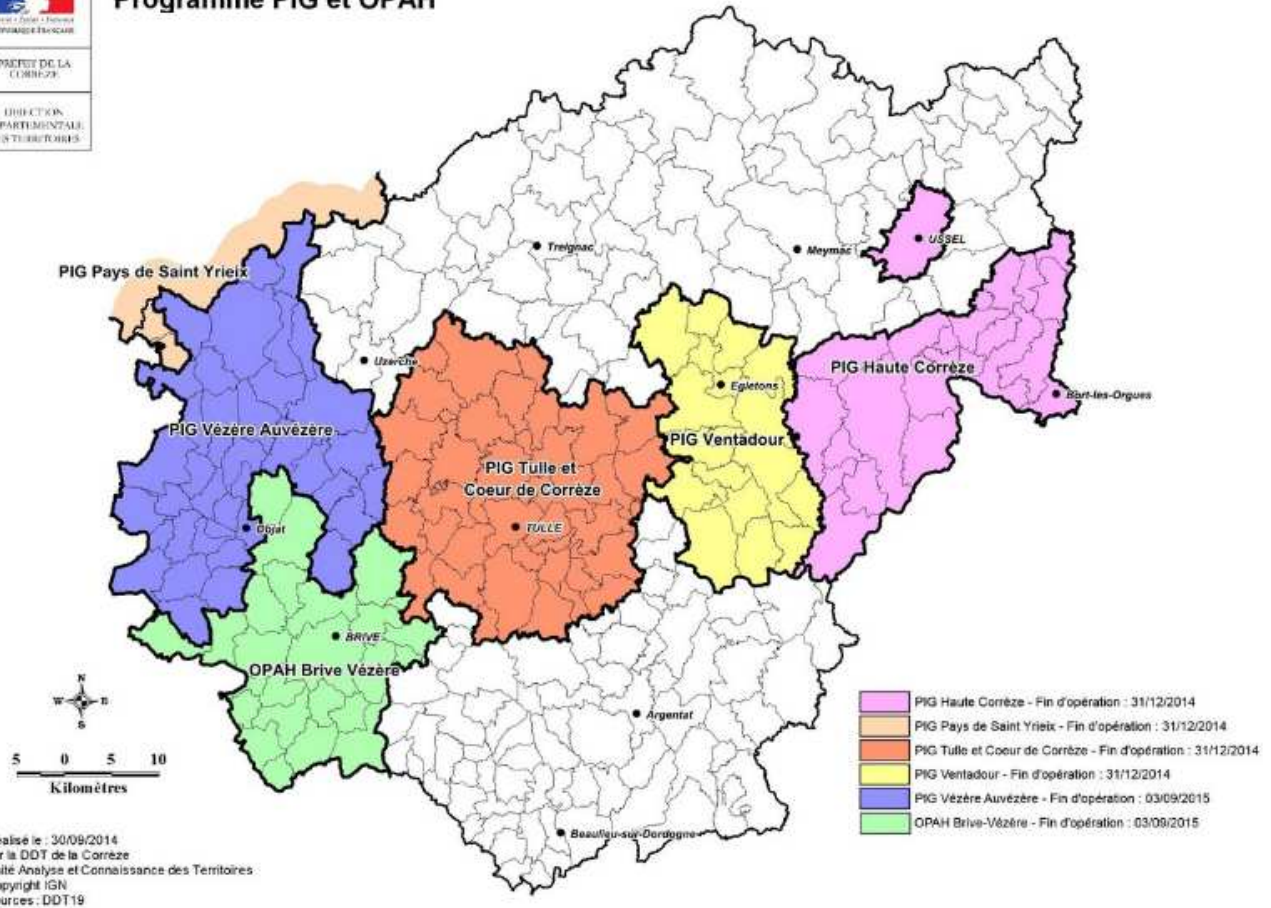 Programme PIG et OPAH
PREFET DE LA
CORREZE
DIRECTION
TERRITOIRES
PIG Pays de Saint Yrieix
Treignac
Meymac
USSEL
Uzerche
PIG Haute Corrèze
Egletons
Bort-les-Orgues
PIG Vézère Auvézère
PIG Ventadour
PIG Tulle et
Coeur de Corrèze
Objat
TULLE
BRIVE
OPAH Brive Vézère
Argentat
Beaulieu-sur-Dordogne
N
W E
S
5 0 5 10
Kilomètres
PIG Haute Corrèze - Fin d'opération : 31/12/2014
PIG Pays de Saint Yrieix - Fin d'opération : 31/12/2014
PIG Tulle et Coeur de Corrèze - Fin d'opération : 31/12/2014
PIG Ventadour - Fin d'opération : 31/12/2014
PIG Vézère Auvézère - Fin d'opération : 03/09/2015
OPAH Brive-Vézère - Fin d'opération : 03/09/2015
éalisé le : 30/09/2014
r la DDT de la Corrèze
ité Analyse et Connaissance des Territoires
pyright IGN
urces : DDT19